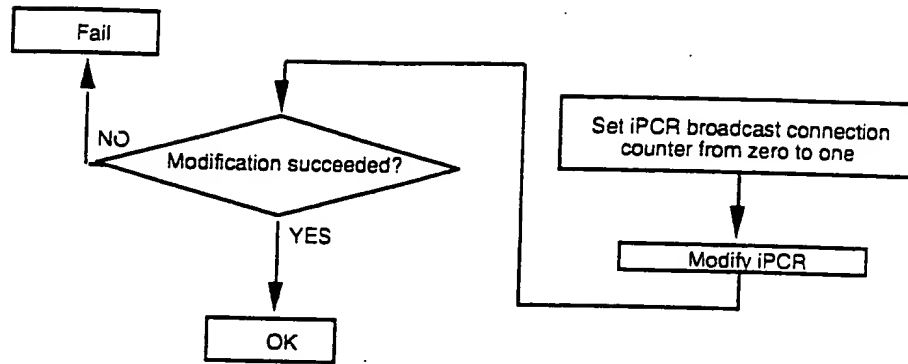 Fail
Set iPCR broadcast connection
counter from zero to one
NO
Modification succeeded?
YES
Modify iPCR
OK